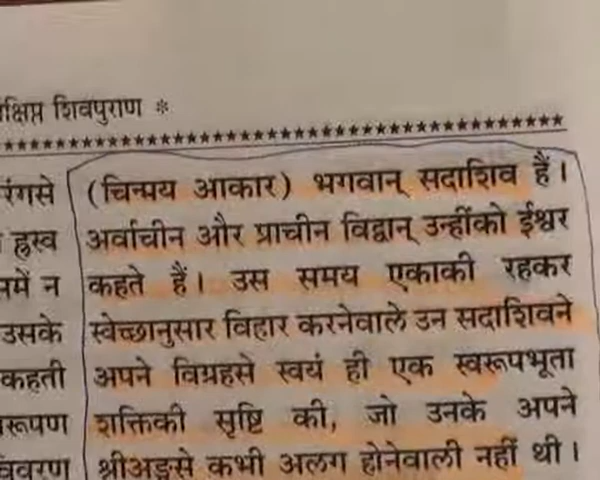 क्षिप्त शिवपुराण *
**********************************************
रंगसे (चिन्मय आकार) भगवान् सदाशिव हैं।
ह्रस्व अर्वाचीन और प्राचीन विद्वान् उन्हींको ईश्वर
नमें न कहते हैं। उस समय एकाकी रहकर
उसके स्वेच्छानुसार विहार करनेवाले उन सदाशिवने
कहती अपने विग्रहसे स्वयं ही एक स्वरूपभूता
रूपण शक्तिकी सृष्टि की, जो उनके अपने
विवरण श्रीअङ्गसे कभी अलग होनेवाली नहीं थी।